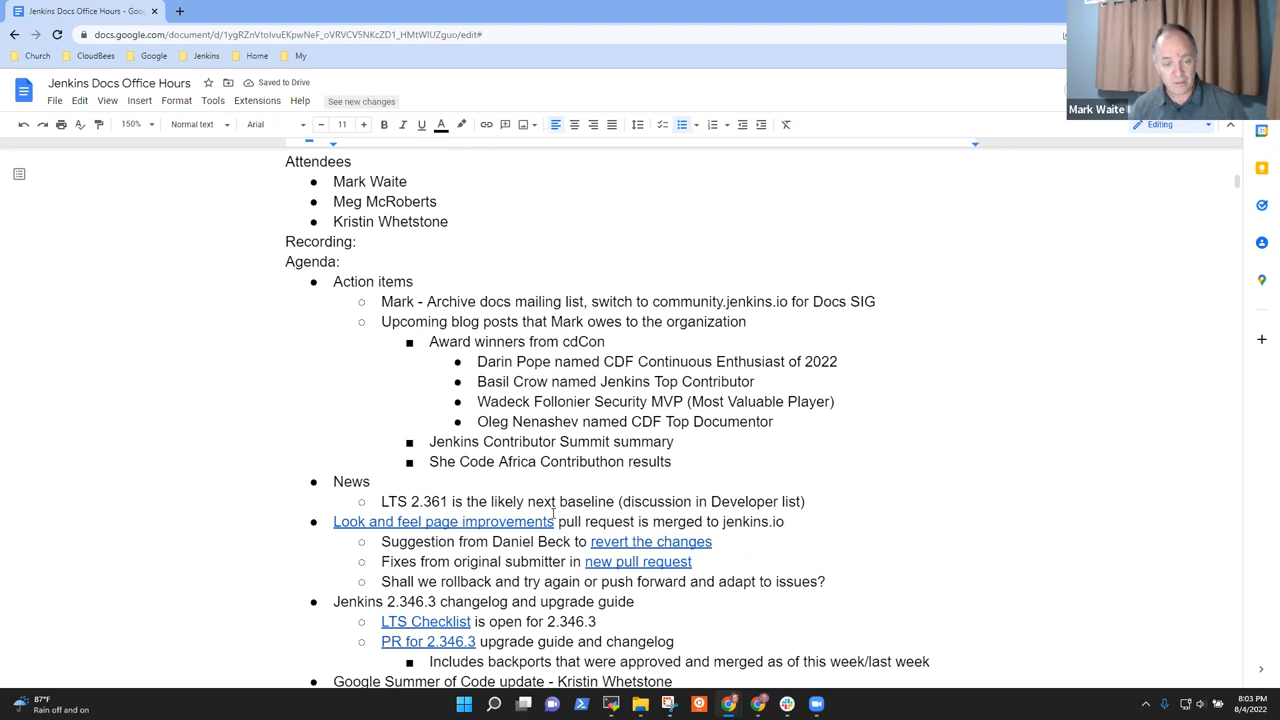 Jenkins Docs Office Hours - Goo
docs.google.com/document/d/1ygRZnVtoIvuEKpwNeF_oVRVCV5NKcZD1_HMtWIUZguo/edit#
Church
CloudBees
Google
Jenkins
Home
My
Mark Waite
Jenkins Docs Office Hours
Saved to Drive
File Edit View Insert Format Tools Extensions Help See new changes
150% Normal text Arial 11 Editing
Attendees
● Mark Waite
● Meg McRoberts
● Kristin Whetstone
Recording:
Agenda:
● Action items
○ Mark - Archive docs mailing list, switch to community.jenkins.io for Docs SIG
○ Upcoming blog posts that Mark owes to the organization
■ Award winners from cdCon
● Darin Pope named CDF Continuous Enthusiast of 2022
● Basil Crow named Jenkins Top Contributor
● Wadeck Follonier Security MVP (Most Valuable Player)
● Oleg Nenashev named CDF Top Documentor
■ Jenkins Contributor Summit summary
■ She Code Africa Contributhon results
● News
○ LTS 2.361 is the likely next baseline (discussion in Developer list)
● Look and feel page improvements pull request is merged to jenkins.io
○ Suggestion from Daniel Beck to revert the changes
○ Fixes from original submitter in new pull request
○ Shall we rollback and try again or push forward and adapt to issues?
● Jenkins 2.346.3 changelog and upgrade guide
○ LTS Checklist is open for 2.346.3
○ PR for 2.346.3 upgrade guide and changelog
■ Includes backports that were approved and merged as of this week/last week
● Google Summer of Code update - Kristin Whetstone
87°F
Rain off and on
8:03 PM
8/4/2022